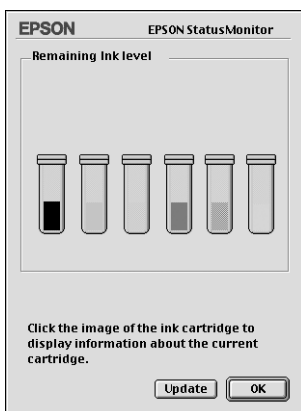 EPSON EPSON StatusMonitor
Remaining Ink level
Click the image of the ink cartridge to
display information about the current
cartridge.
Update OK